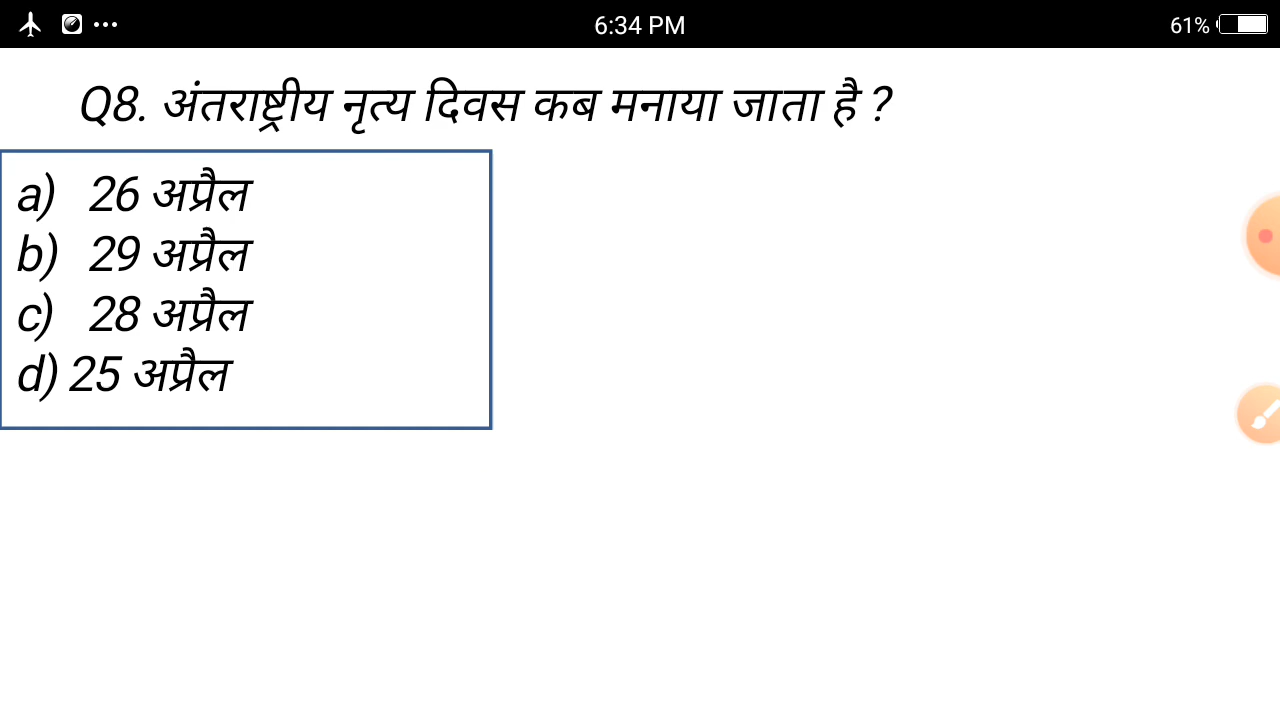 6:34 PM 61%
Q8. अंतराष्ट्रीय नृत्य दिवस कब मनाया जाता है ?
a) 26 अप्रैल
b) 29 अप्रैल
c) 28 अप्रैल
d) 25 अप्रैल